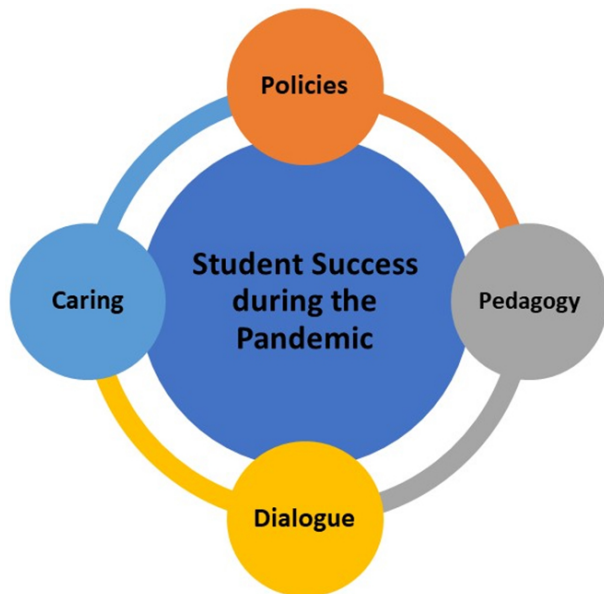 Policies
Caring
Student Success
during the
Pandemic
Pedagogy
Dialogue